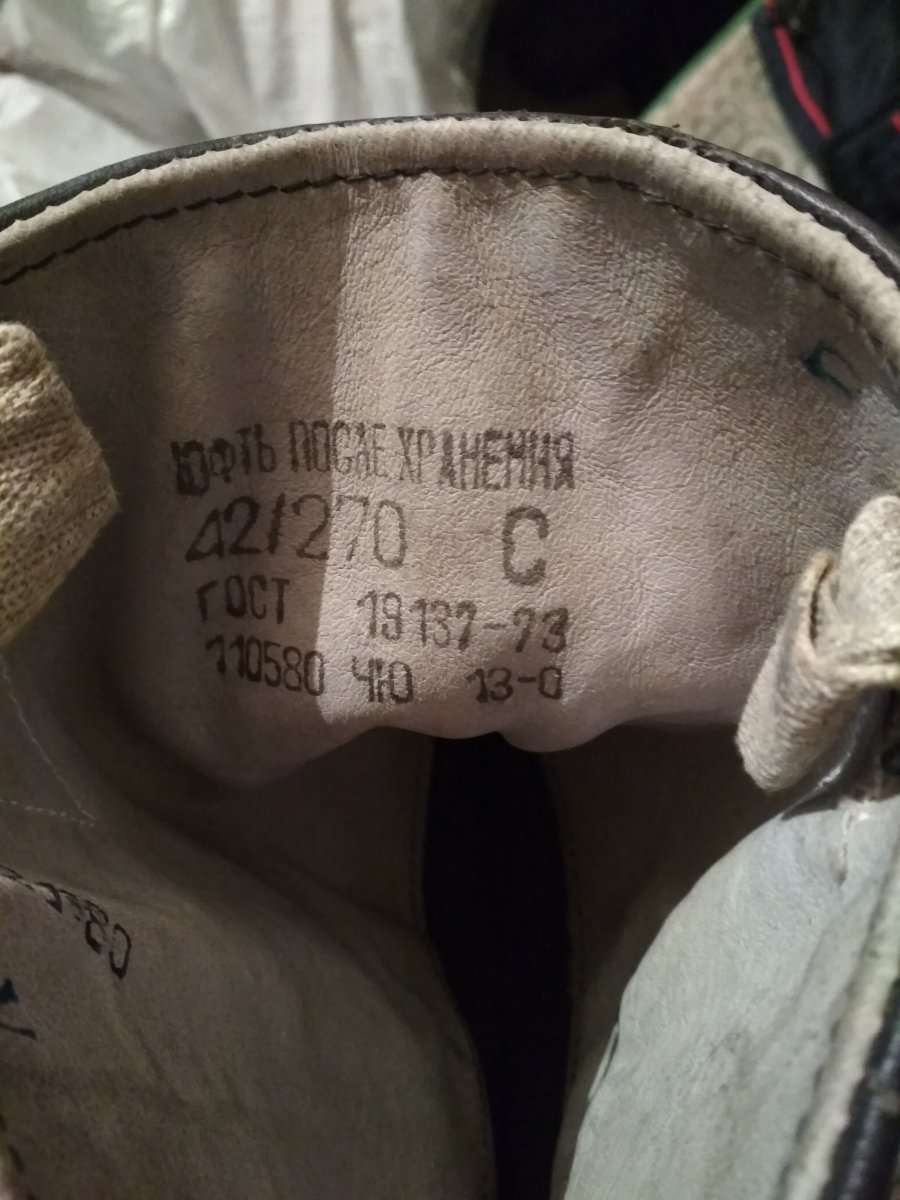 ЮФТЬ ПОСЛЕ ХРАНЕНИЯ
42/270 С
ГОСТ 19137-73
110580 ЧЮ 13-0